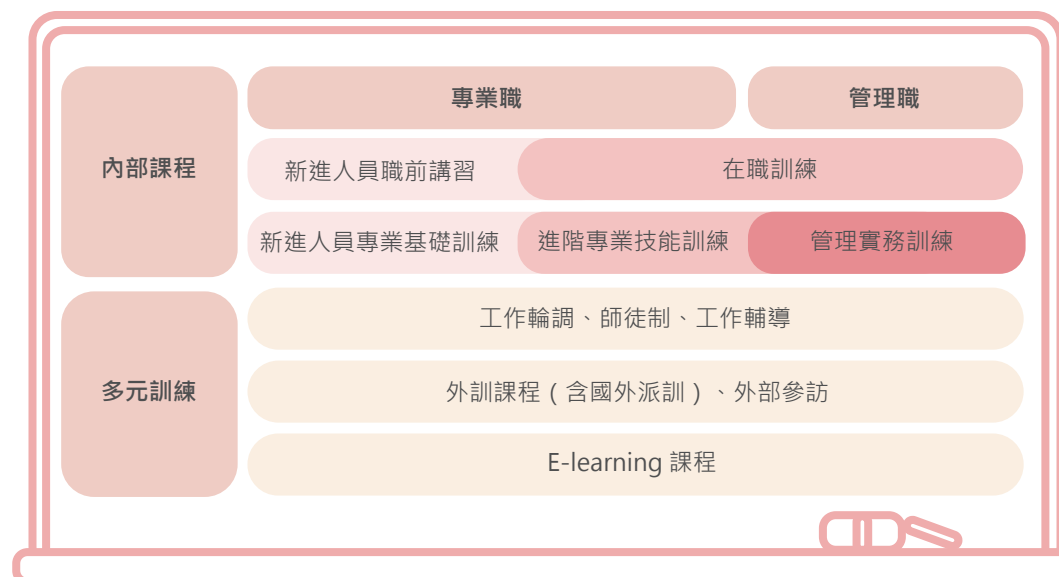 專業職 管理職
內部課程
新進人員職前講習 在職訓練
新進人員專業基礎訓練 進階專業技能訓練 管理實務訓練
工作輪調、師徒制、工作輔導
多元訓練
外訓課程(含國外派訓)、外部參訪
E-learning 課程